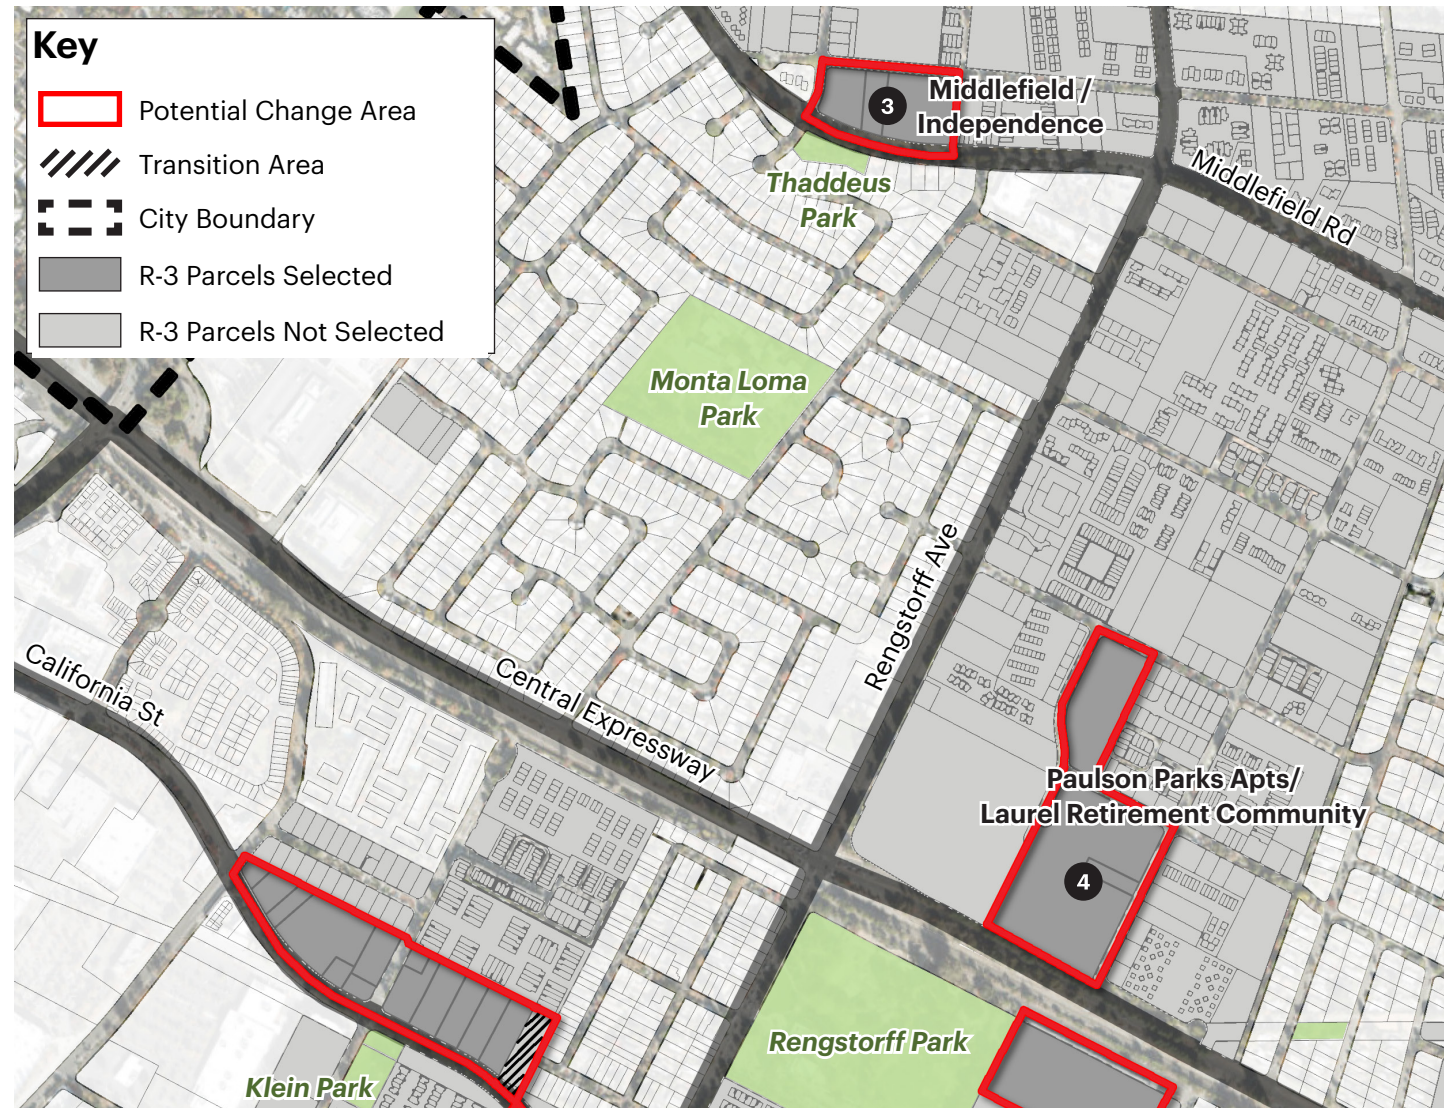 Key
Potential Change Area
Transition Area
City Boundary
R-3 Parcels Selected
R-3 Parcels Not Selected
3
Middlefield /
Independence
Middlefield Rd
Thaddeus
Park
Monta Loma
Park
Rengstorff Ave
California St
Central Expressway
Paulson Parks Apts/
Laurel Retirement Community
4
Rengstorff Park
Klein Park